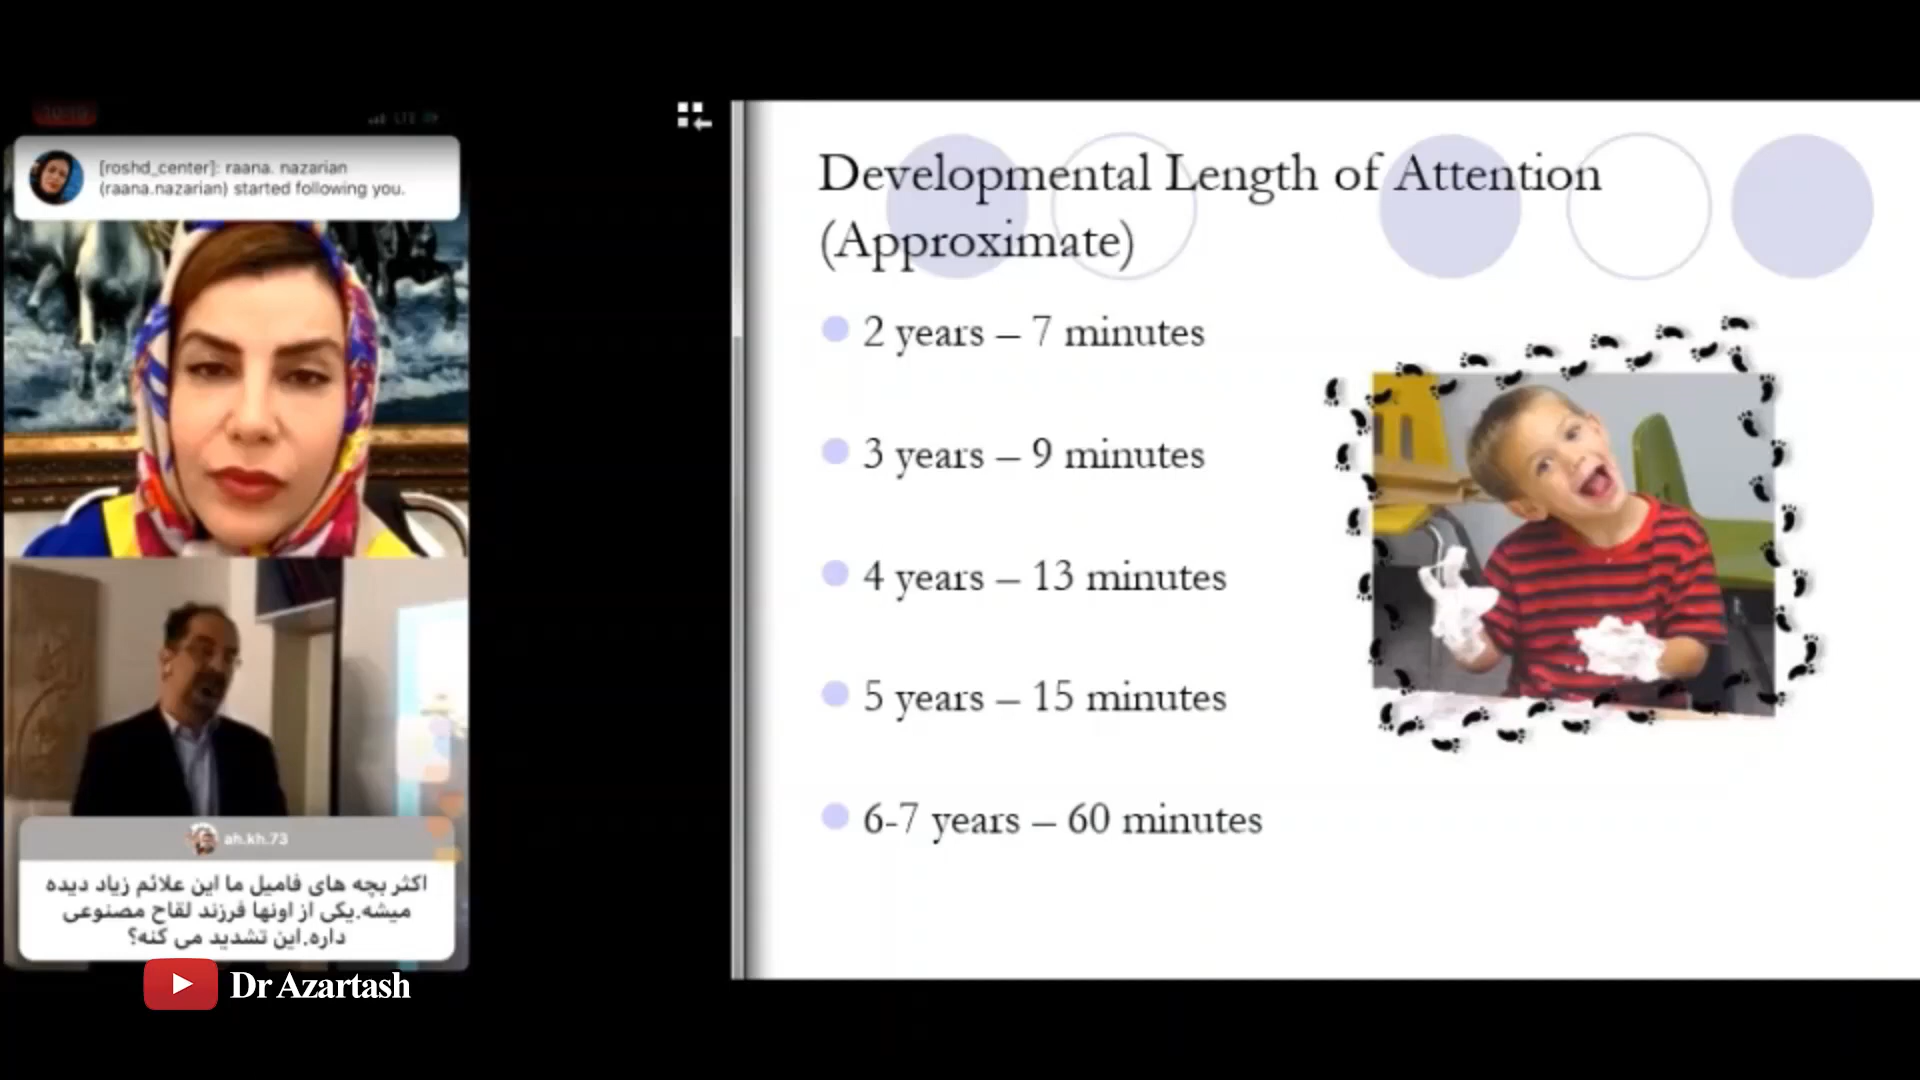 LTE
[roshd_center]: raana. nazarian
(raana.nazarian) started following you.
ah.kh.73
اکثر بچه های فامیل ما این علائم زیاد دیده
میشه.یکی از اونها فرزند لقاح مصنوعی
داره.این تشدید می کنه؟
Dr Azartash
Developmental Length of Attention
(Approximate)
2 years – 7 minutes
3 years – 9 minutes
4 years – 13 minutes
5 years – 15 minutes
6-7 years – 60 minutes